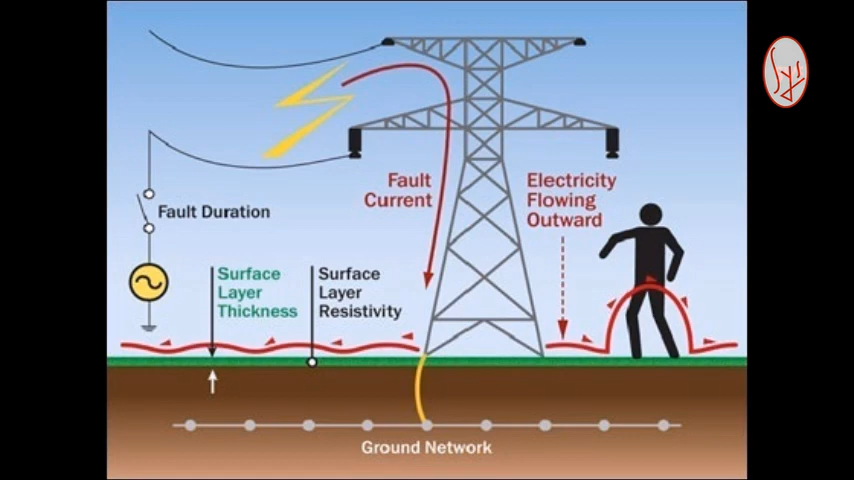 Fault
Current
Electricity
Flowing
Outward
Fault Duration
Surface
Layer
Thickness
Surface
Layer
Resistivity
Ground Network